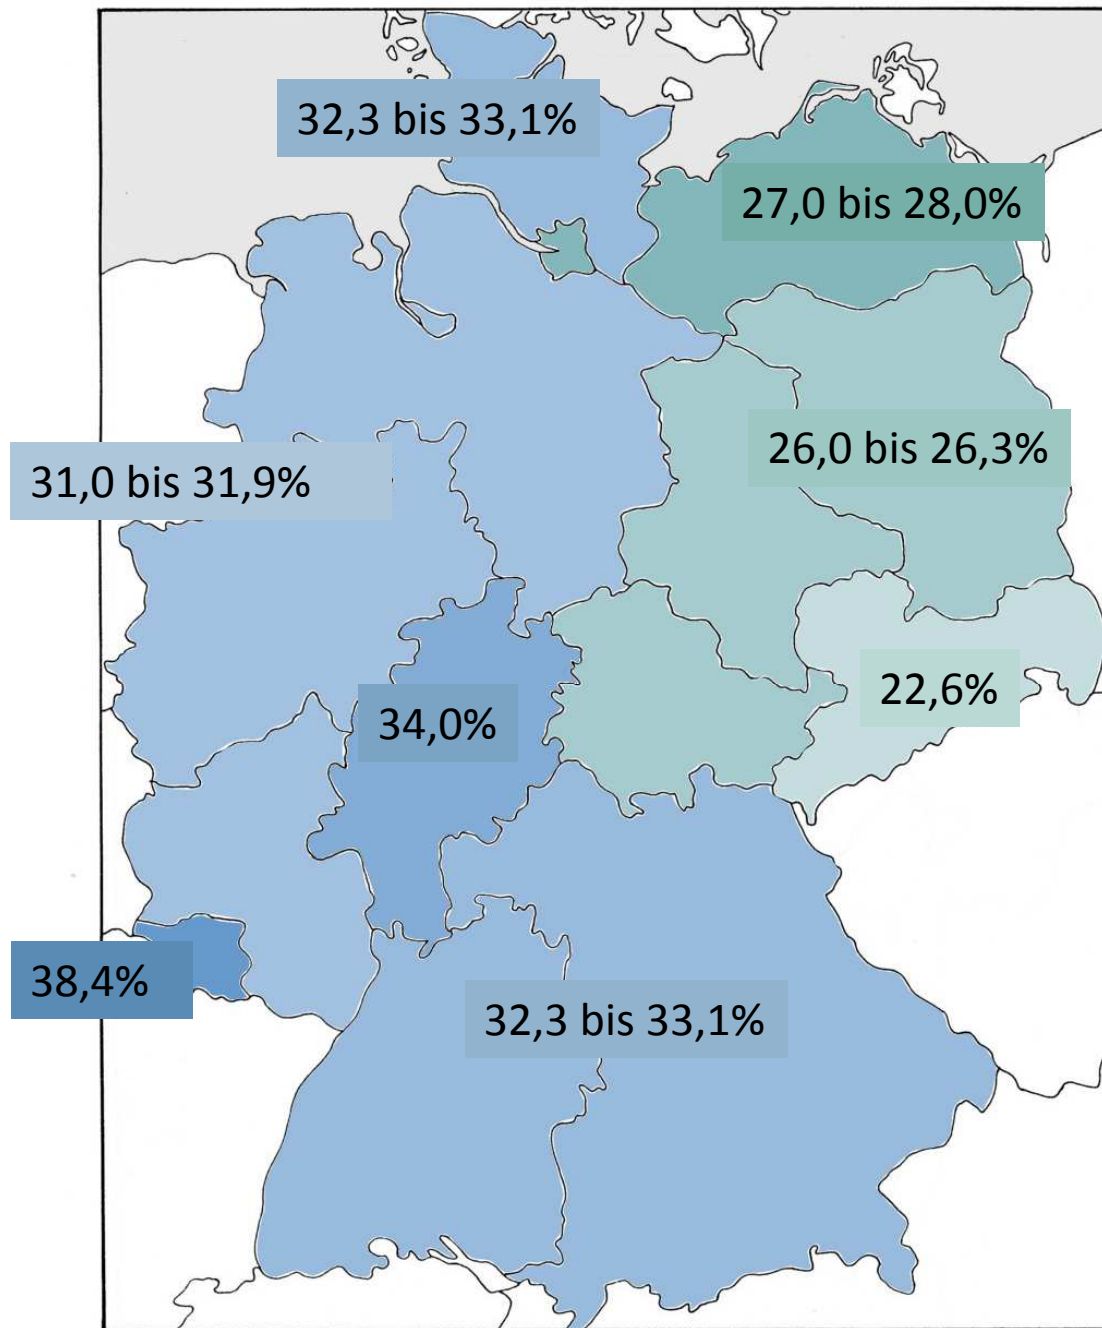 32,3 bis 33,1%
27,0 bis 28,0%
26,0 bis 26,3%
31,0 bis 31,9%
22,6%
34,0%
38,4%
32,3 bis 33,1%